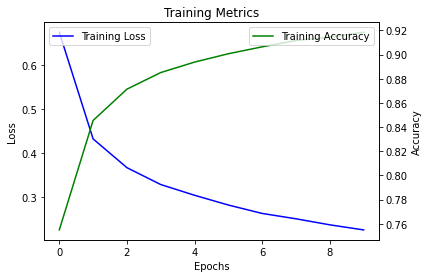 Training Metrics
Training Loss
Training Accuracy
0.6
0.5
0.4
0.3
Loss
0.92
0.90
0.88
0.86
0.84
0.82
0.80
0.78
0.76
Accuracy
0 2 4 6 8
Epochs